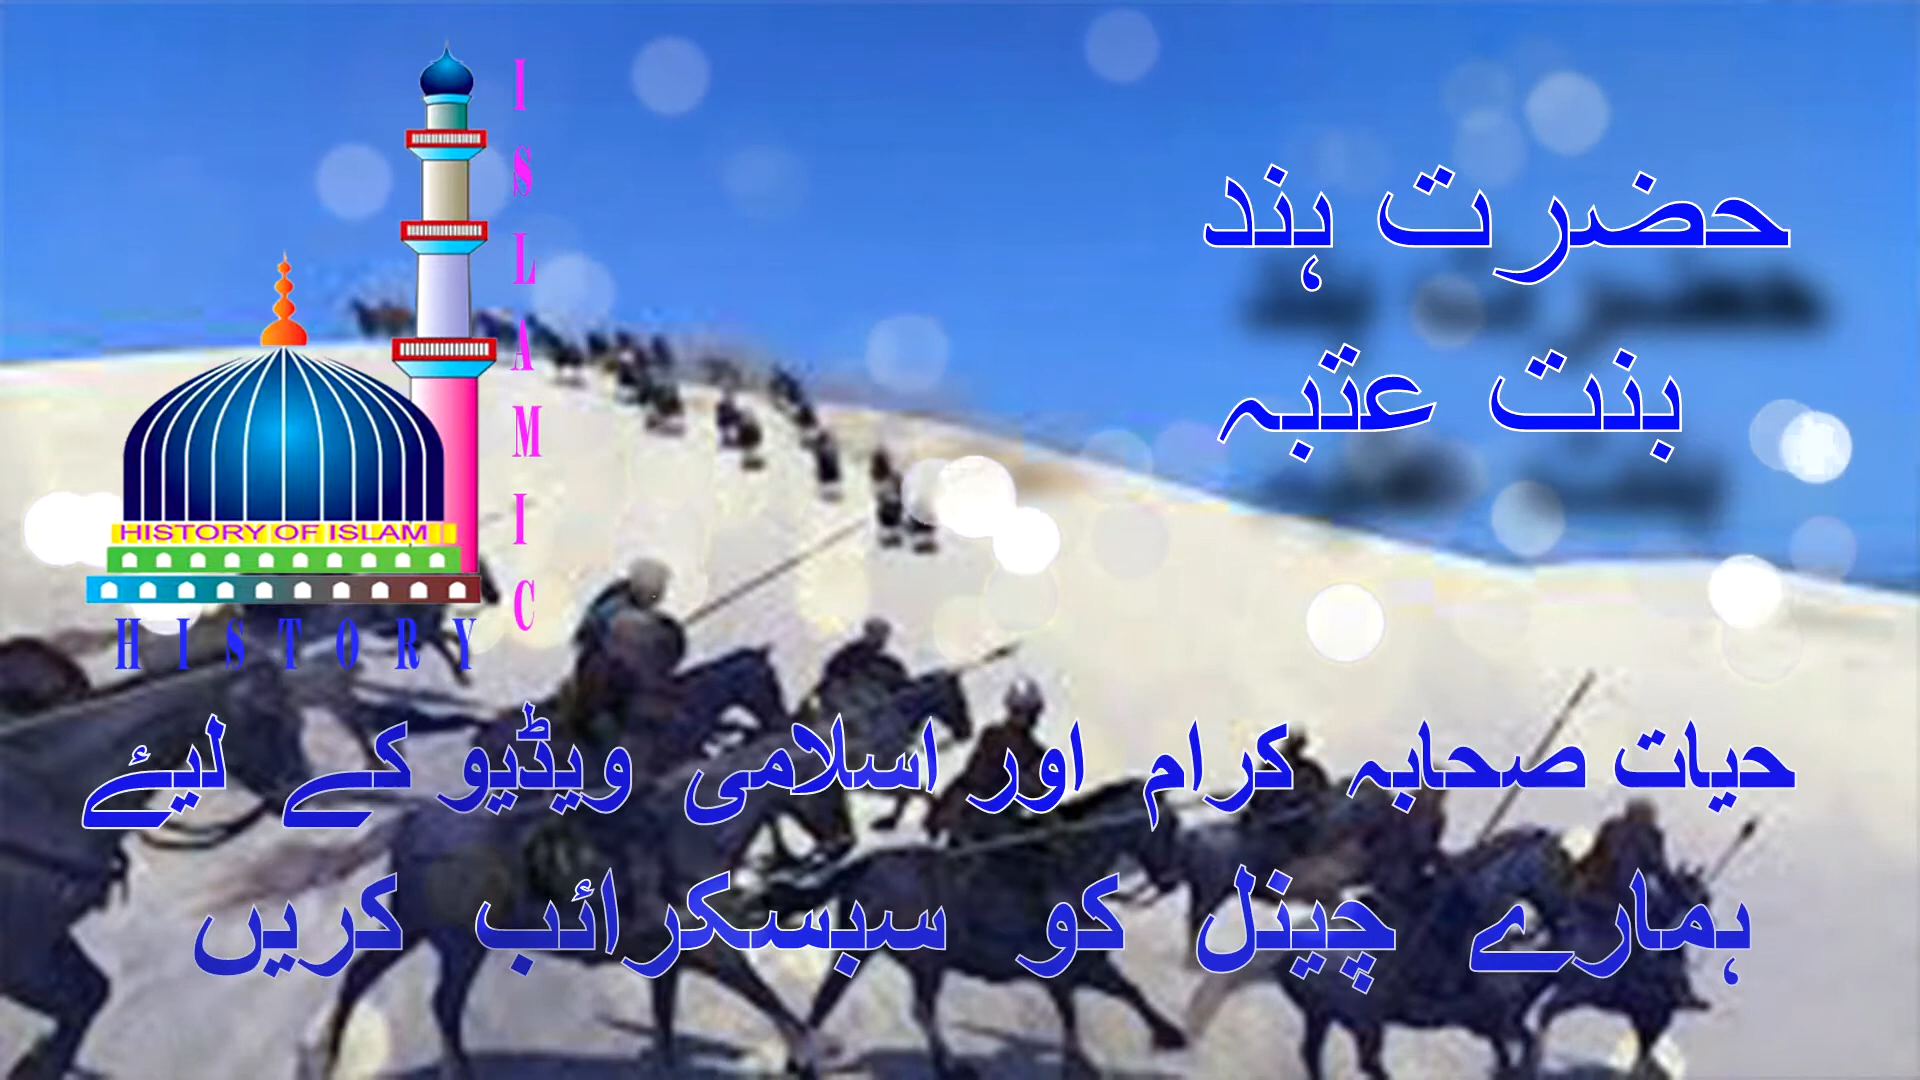 حضرت ہند
بنت عتبہ
ISLAMIC
HISTORY OF ISLAM
HISTORY
حیات صحابہ کرام اور اسلامی ویڈیو کے لیئے
ہمارے چینل کو سبسکرائب کریں